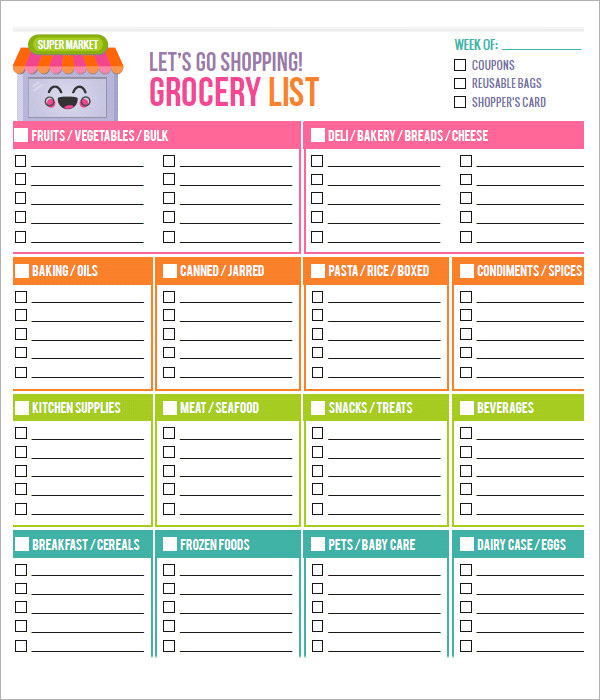 SUPER MARKET
LET'S GO SHOPPING!
GROCERY LIST
WEEK OF:
COUPONS
REUSABLE BAGS
SHOPPER'S CARD
FRUITS / VEGETABLES / BULK
DELI / BAKERY / BREADS / CHEESE
BAKING / OILS
CANNED / JARRED
PASTA / RICE / BOXED
CONDIMENTS / SPICES
KITCHEN SUPPLIES
MEAT / SEAFOOD
SNACKS / TREATS
BEVERAGES
BREAKFAST / CEREALS
FROZEN FOODS
PETS / BABY CARE
DAIRY CASE / EGGS